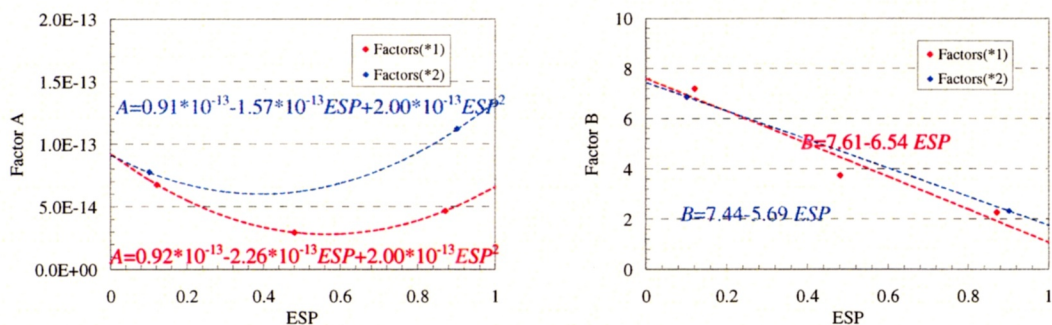 2.0E-13
1.5E-13
1.0E-13
5.0E-14
0.0E+00
Factor A
Factors(*1)
Factors(*2)
A=0.91*10⁻¹³-1.57*10⁻¹³ESP+2.00*10⁻¹³ESP²
A=0.92*10⁻¹³-2.26*10⁻¹³ESP+2.00*10⁻¹³ESP²
0 0.2 0.4 0.6 0.8 1
ESP
10
8
6
4
2
0
Factor B
Factors(*1)
Factors(*2)
B=7.61-6.54 ESP
B=7.44-5.69 ESP
0 0.2 0.4 0.6 0.8 1
ESP